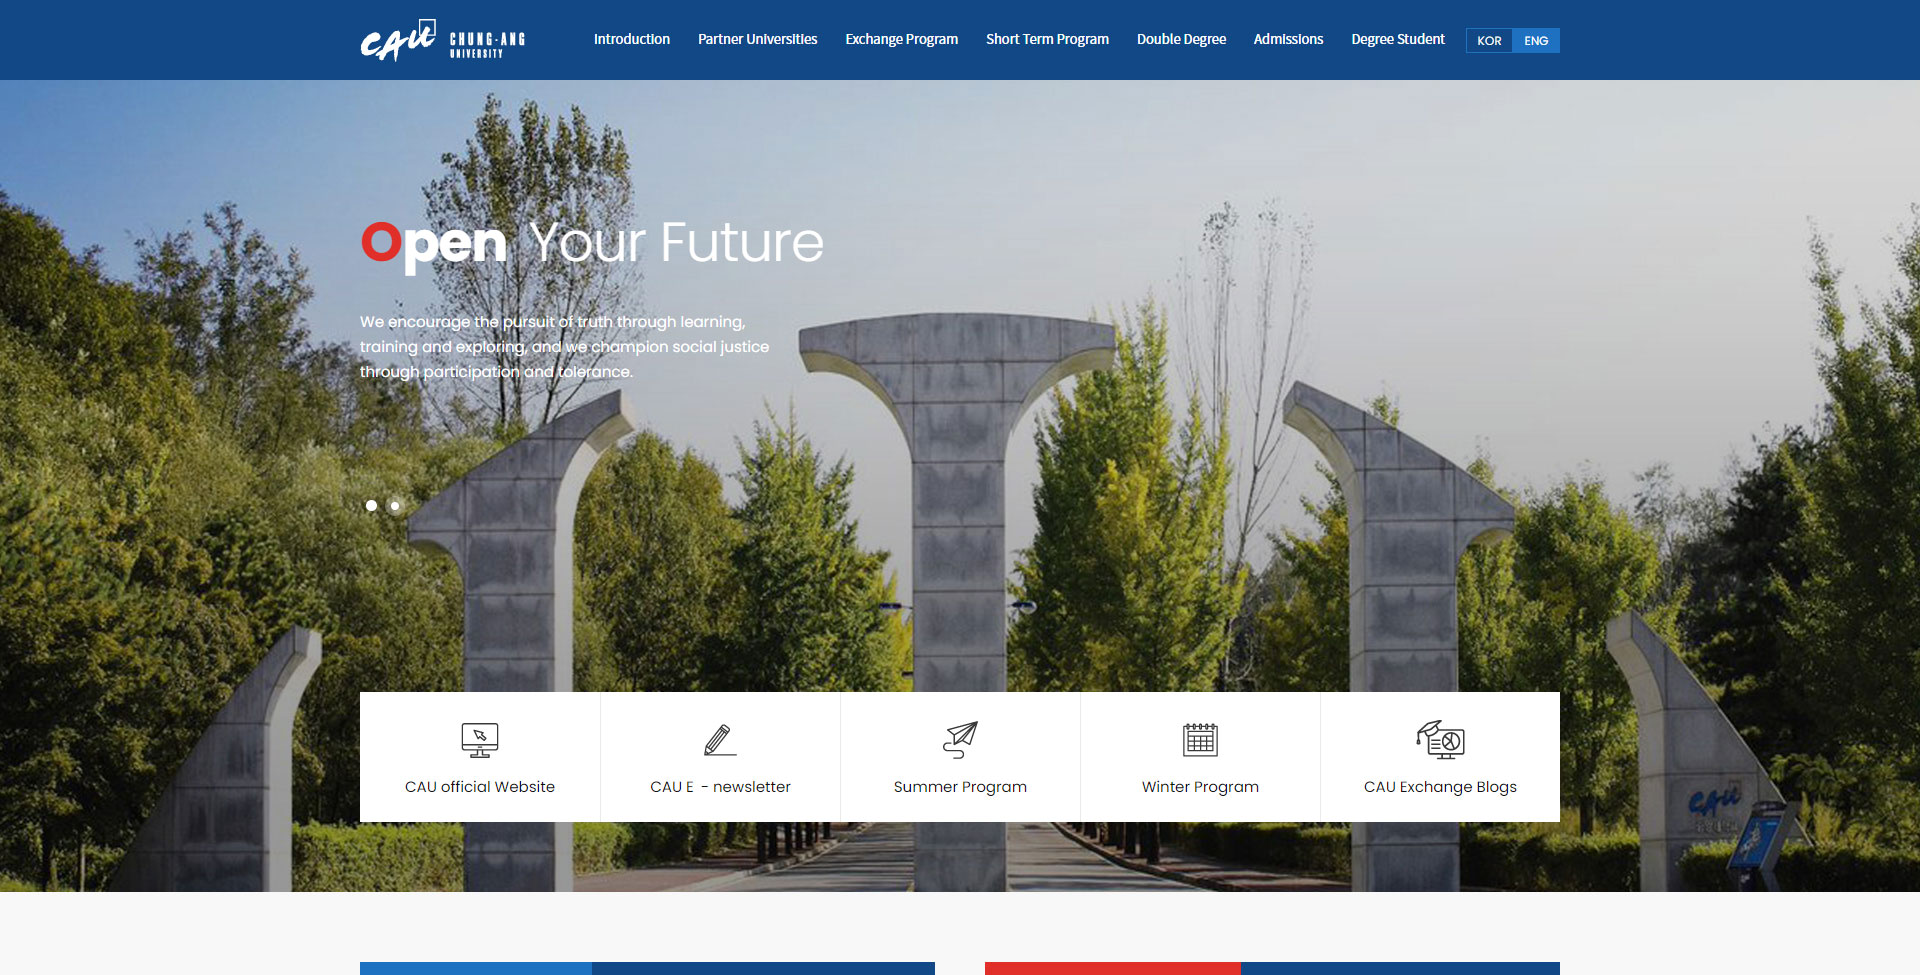 CAU CHUNG-ANG
UNIVERSITY
Introduction
Partner Universities
Exchange Program
Short Term Program
Double Degree
Admissions
Degree Student
KOR
ENG
Open Your Future
We encourage the pursuit of truth through learning,
training and exploring, and we champion social justice
through participation and tolerance.
CAU official Website
CAU E - newsletter
Summer Program
Winter Program
CAU Exchange Blogs
CAU